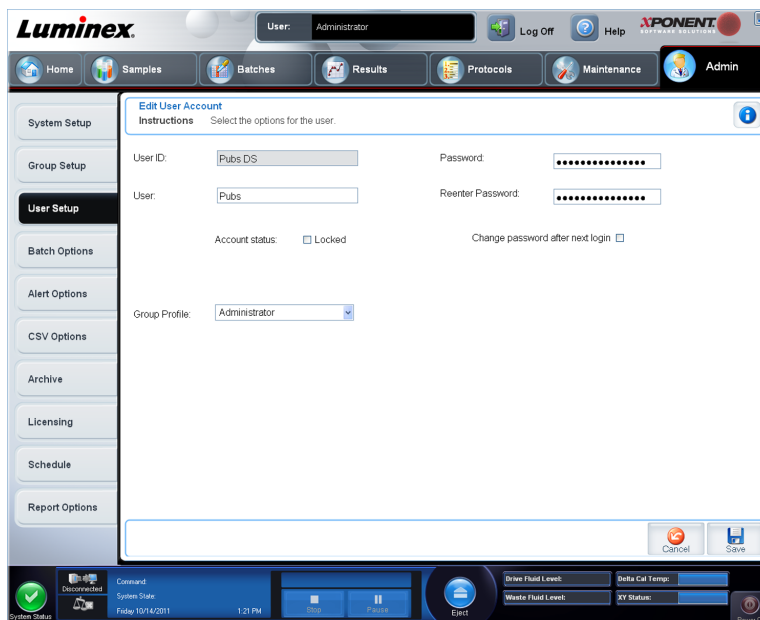 Luminex.
User: Administrator
Log Off
Help
XPONENT.
SOFTWARE SOLUTIONS
Home
Samples
Batches
Results
Protocols
Maintenance
Admin
System Setup
Group Setup
User Setup
Batch Options
Alert Options
CSV Options
Archive
Licensing
Schedule
Report Options
Edit User Account
Instructions Select the options for the user.
User ID: Pubs DS
Password: •••••••••••••••
User: Pubs
Reenter Password: •••••••••••••••
Account status: Locked
Change password after next login
Group Profile: Administrator
Cancel
Save
System Status
Disconnected
Command:
System State:
Friday 10/14/2011 1:21 PM
Stop
Pause
Eject
Drive Fluid Level:
Waste Fluid Level:
Delta Cal Temp:
XY Status: